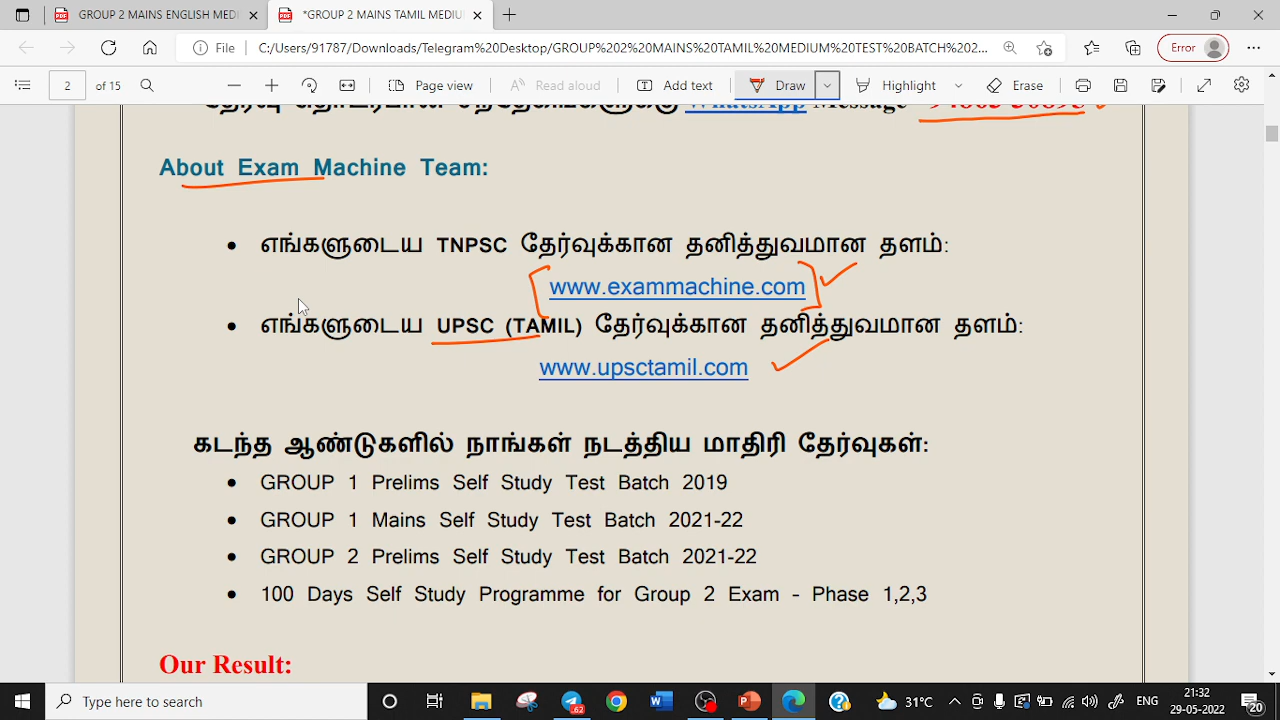 GROUP 2 MAINS ENGLISH MEDI
*GROUP 2 MAINS TAMIL MEDIU
File
C:/Users/91787/Downloads/Telegram%20Desktop/GROUP%202%20MAINS%20TAMIL%20MEDIUM%20TEST%20BATCH%202...
Error
2 of 15
Page view
Read aloud
Add text
Draw
Highlight
Erase
WhatsApp Message
About Exam Machine Team:
• எங்களுடைய TNPSC தேர்வுக்கான தனித்துவமான தளம்:
www.exammachine.com
• எங்களுடைய UPSC (TAMIL) தேர்வுக்கான தனித்துவமான தளம்:
www.upsctamil.com
கடந்த ஆண்டுகளில் நாங்கள் நடத்திய மாதிரி தேர்வுகள்:
• GROUP 1 Prelims Self Study Test Batch 2019
• GROUP 1 Mains Self Study Test Batch 2021-22
• GROUP 2 Prelims Self Study Test Batch 2021-22
• 100 Days Self Study Programme for Group 2 Exam - Phase 1,2,3
Our Result:
Type here to search
62
31°C
ENG
21:32
29-05-2022
20